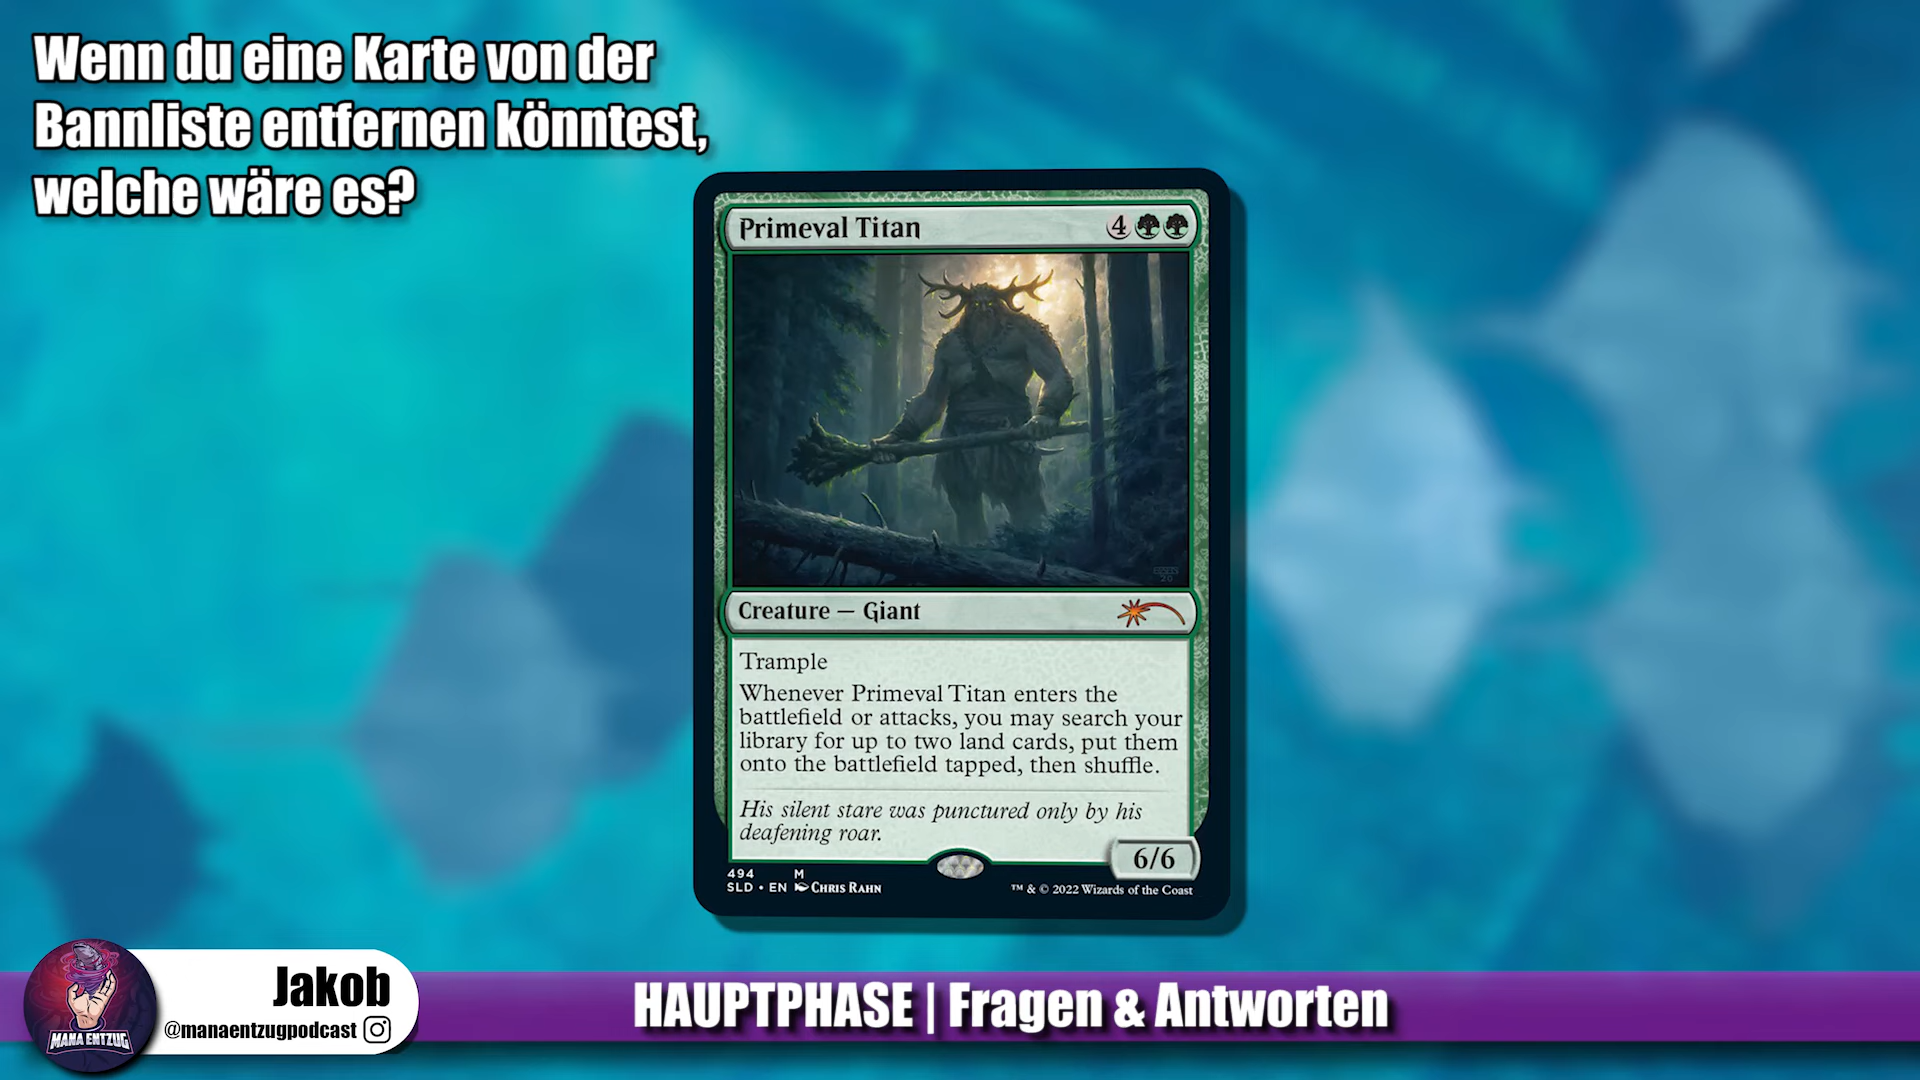 Wenn du eine Karte von der
Bannliste entfernen könntest,
welche wäre es?
Primeval Titan 4
Creature — Giant
Trample
Whenever Primeval Titan enters the
battlefield or attacks, you may search your
library for up to two land cards, put them
onto the battlefield tapped, then shuffle.
His silent stare was punctured only by his
deafening roar.
6/6
494 M
SLD • EN Chris Rahn
™ & © 2022 Wizards of the Coast
Jakob
@manaentzugpodcast
MANA ENTZUG
HAUPTPHASE | Fragen & Antworten